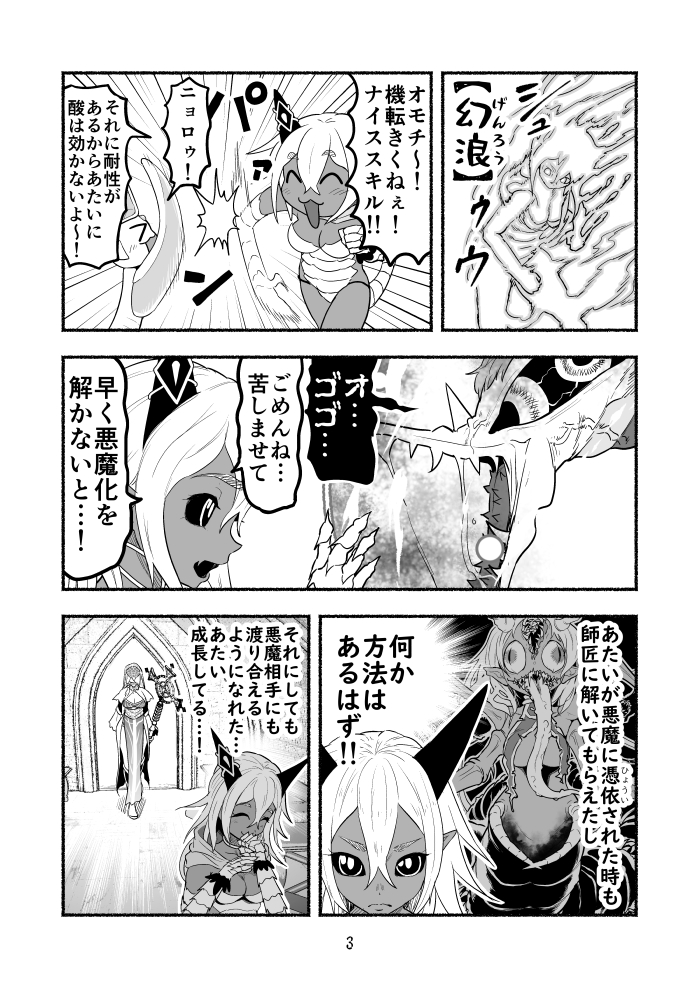 【幻浪】
げんろう
シュゥウ
オモチ～！
機転きくねぇ！
ナイススキル！！
パァン
ニョロゥ！
それに耐性が
あるからあたいに
酸は効かないよ～！
オ…
ゴゴ…
ごめんね…
苦しませて
早く悪魔化を
解かないと…！
あたいが悪魔に憑依された時も
ひょうい
師匠に解いてもらえたし
何か
方法は
あるはず！！
それにしても
悪魔相手にも
渡り合える
ようになれた…
あたい
成長してる…！
3